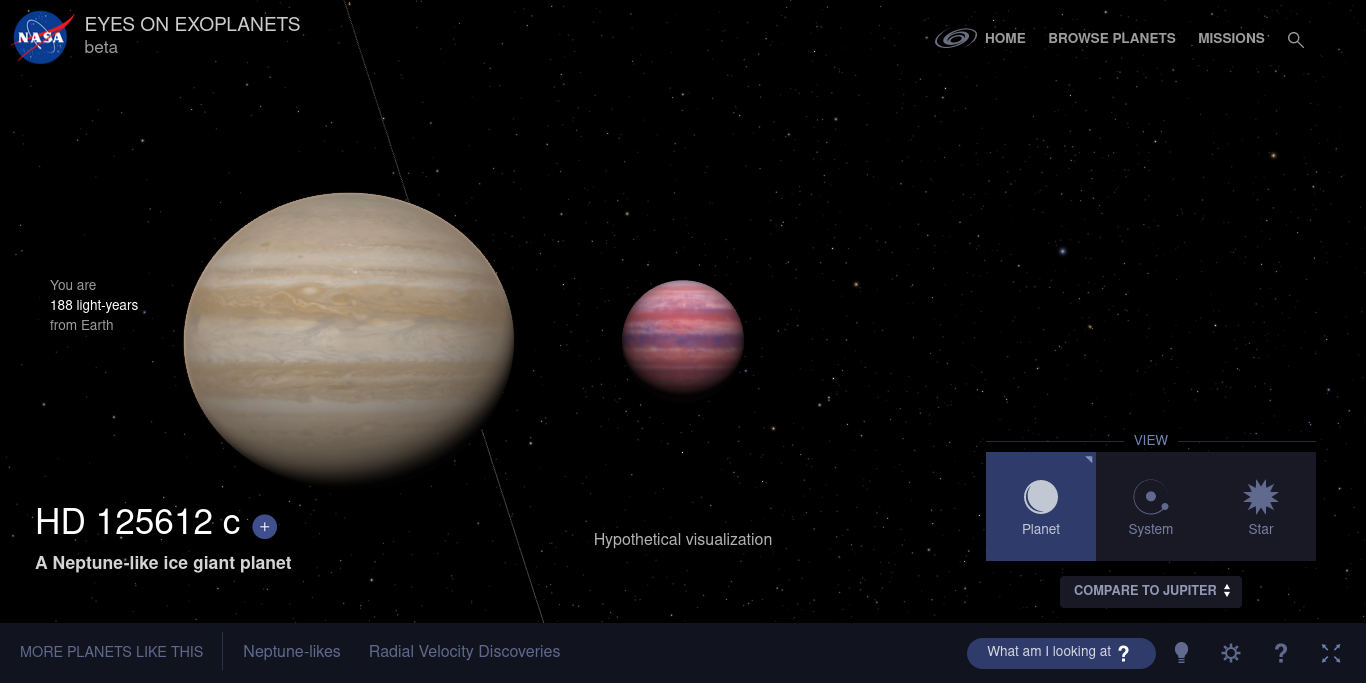 NASA
EYES ON EXOPLANETS
beta
HOME
BROWSE PLANETS
MISSIONS
You are
188 light-years
from Earth
HD 125612 c +
A Neptune-like ice giant planet
Hypothetical visualization
VIEW
Planet
System
Star
COMPARE TO JUPITER
MORE PLANETS LIKE THIS
Neptune-likes
Radial Velocity Discoveries
What am I looking at ?
?